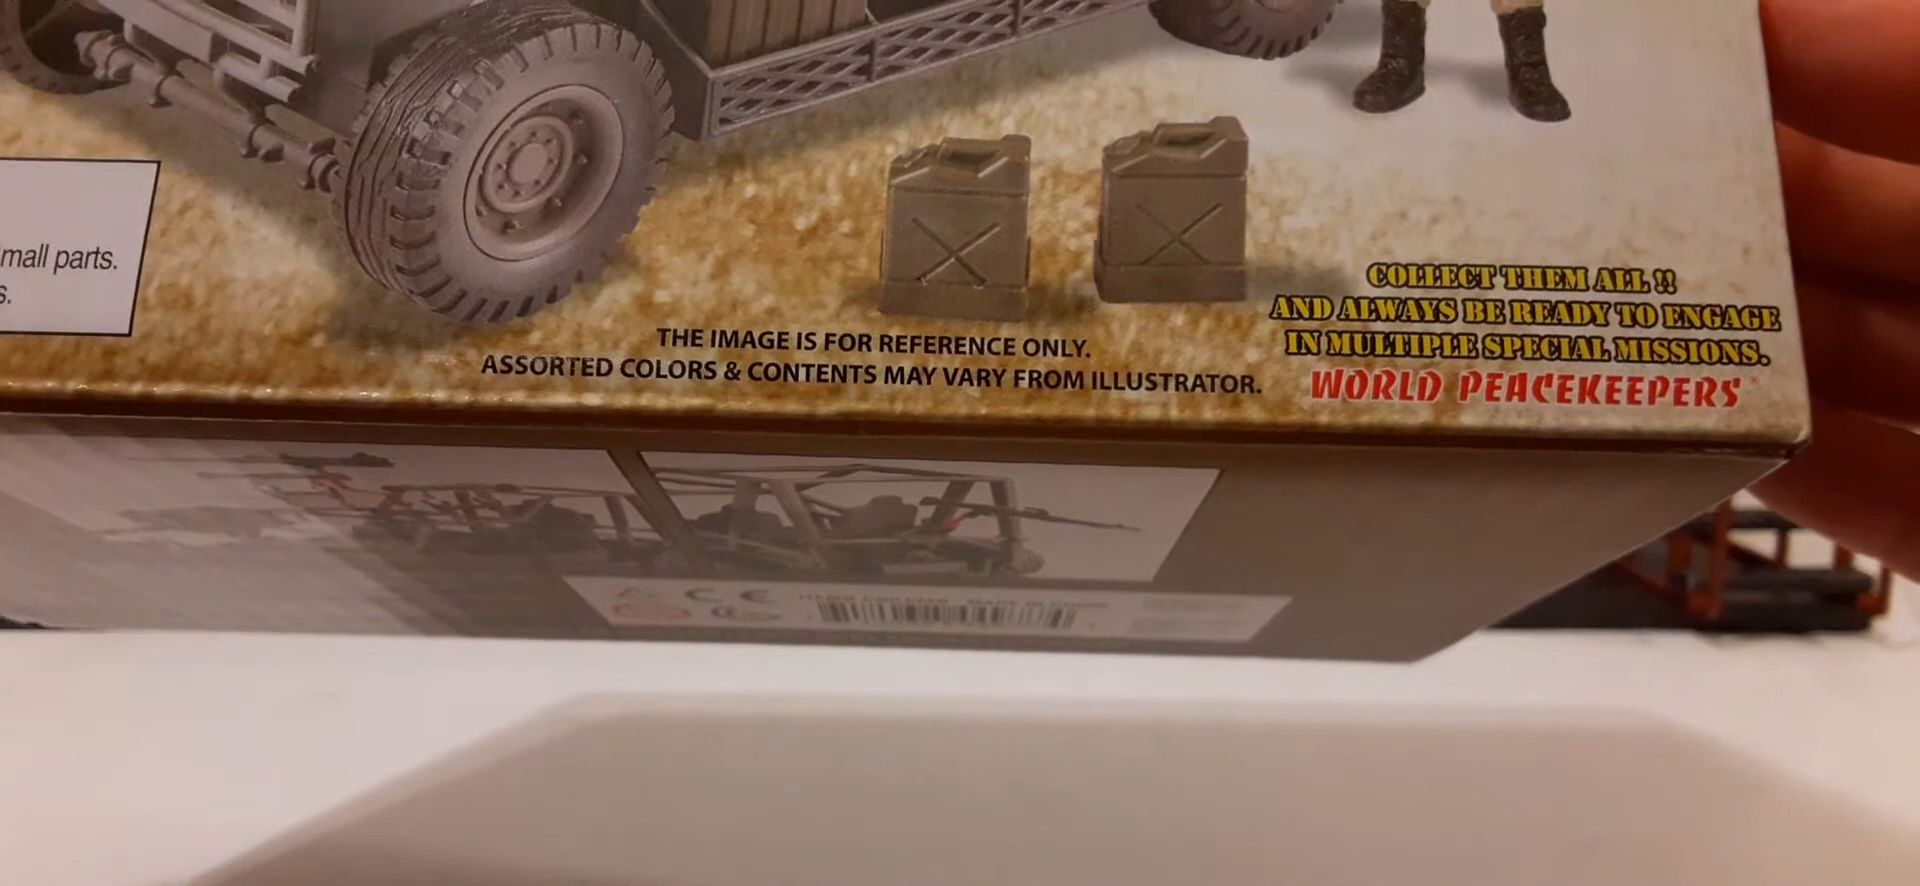 mall parts.
s.
THE IMAGE IS FOR REFERENCE ONLY.
ASSORTED COLORS & CONTENTS MAY VARY FROM ILLUSTRATOR.
COLLECT THEM ALL !!
AND ALWAYS BE READY TO ENGAGE
IN MULTIPLE SPECIAL MISSIONS.
WORLD PEACEKEEPERS
CE